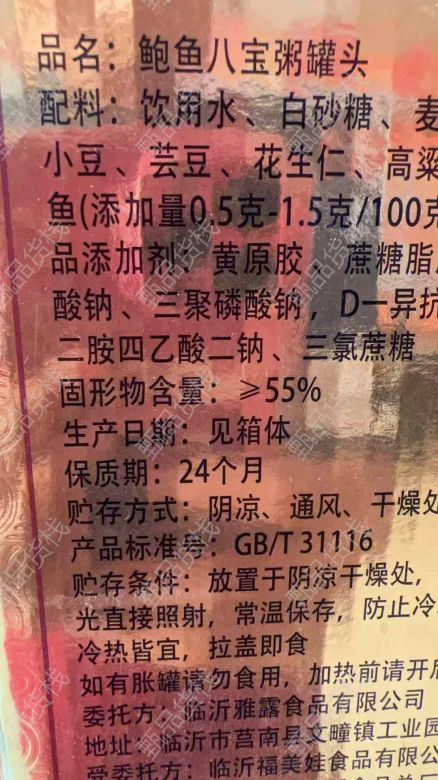 品名：鲍鱼八宝粥罐头
配料：饮用水、白砂糖、麦
小豆、芸豆、花生仁、高粱
鱼(添加量0.5克-1.5克/100克
品添加剂：黄原胶、蔗糖脂
酸钠、三聚磷酸钠，D一异抗
二胺四乙酸二钠、三氯蔗糖
固形物含量：≥55%
生产日期：见箱体
保质期：24个月
贮存方式：阴凉、通风、干燥处
产品标准号：GB/T 31116
贮存条件：放置于阴凉干燥处，
光直接照射，常温保存，防止冷
冷热皆宜，拉盖即食
如有胀罐请勿食用，加热前请开启
委托方：临沂雅露食品有限公司
地址：临沂市莒南县文疃镇工业园
受委托方：临沂福美娃食品有限公司
甄品货栈